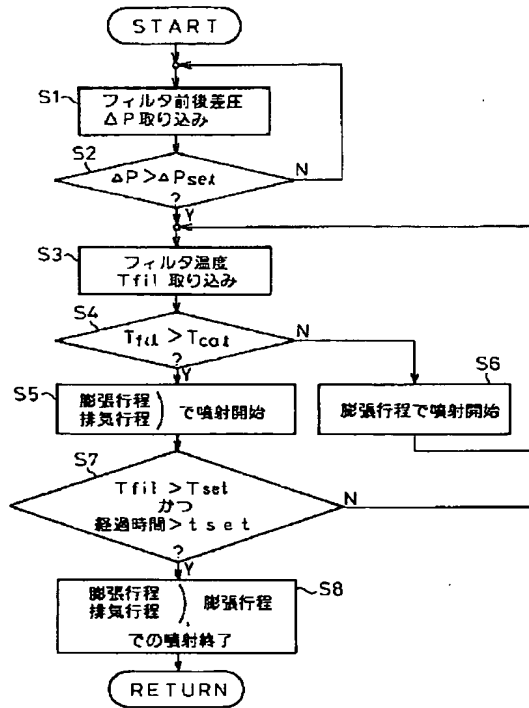 START
S1
フィルタ前後差圧
ΔP取り込み
S2
ΔP>ΔPset
N
?
Y
S3
フィルタ温度
Tfil 取り込み
S4
Tfil >Tcat
N
?
Y
S5
膨張行程
排気行程
) で噴射開始
S6
膨張行程で噴射開始
S7
Tfil>Tset
かつ
経過時間>tset
N
?
Y
S8
膨張行程
排気行程
) 膨張行程
での噴射終了
RETURN